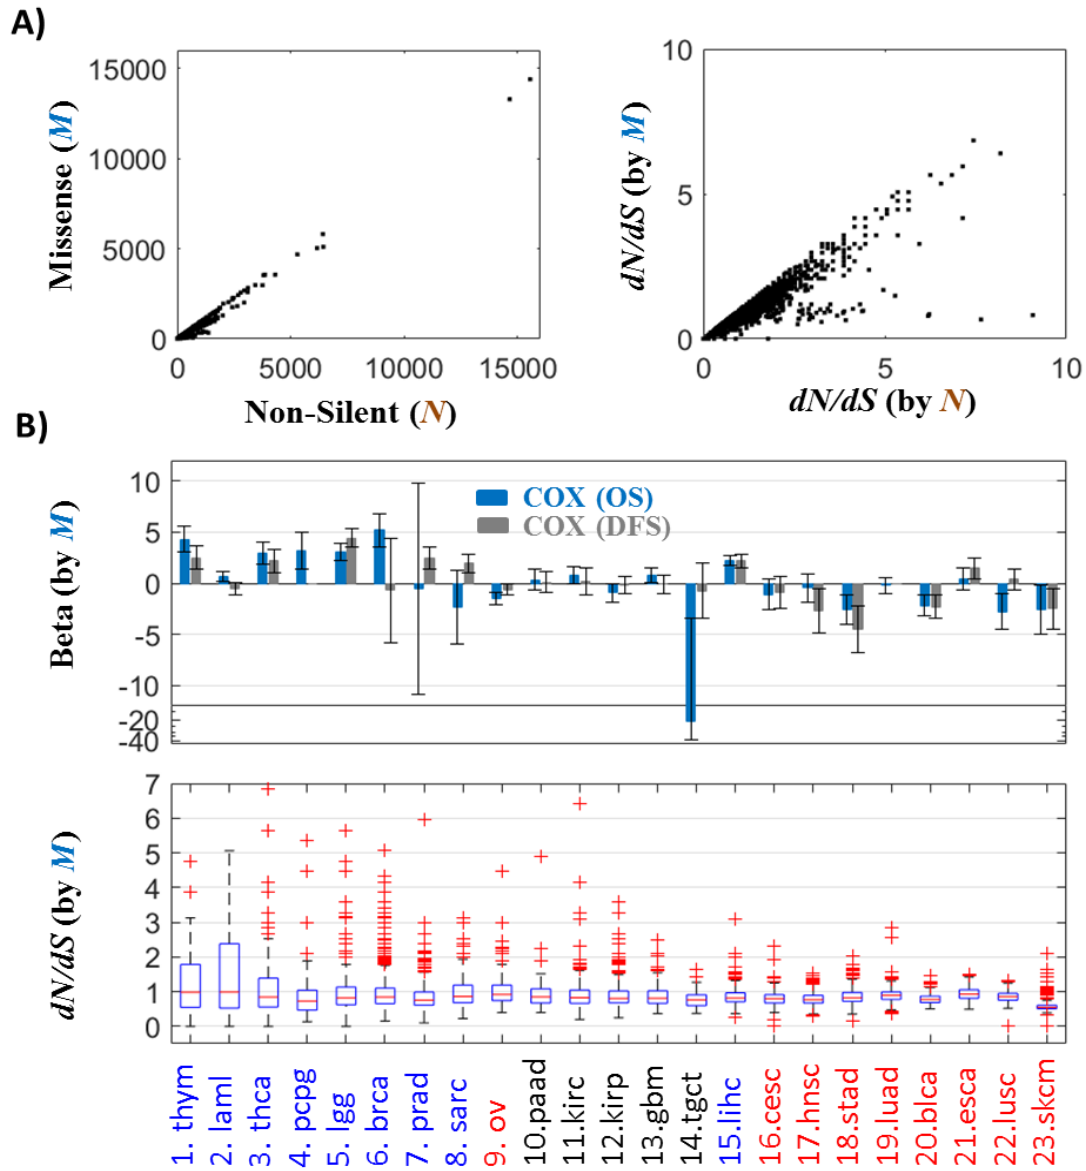 A)
Missense (M)
15000
10000
5000
0
0 5000 10000 15000
Non-Silent (N)
dN/dS (by M)
10
5
0
0 5 10
dN/dS (by N)
B)
Beta (by M)
10
5
0
-5
-10
-20
-40
COX (OS)
COX (DFS)
dN/dS (by M)
7
6
5
4
3
2
1
0
1. thym
2. laml
3. thca
4. pcpg
5. lgg
6. brca
7. prad
8. sarc
9. ov
10.paad
11.kirc
12.kirp
13.gbm
14.tgct
15.lihc
16.cesc
17.hnsc
18.stad
19.luad
20.blca
21.esca
22.lusc
23.skcm